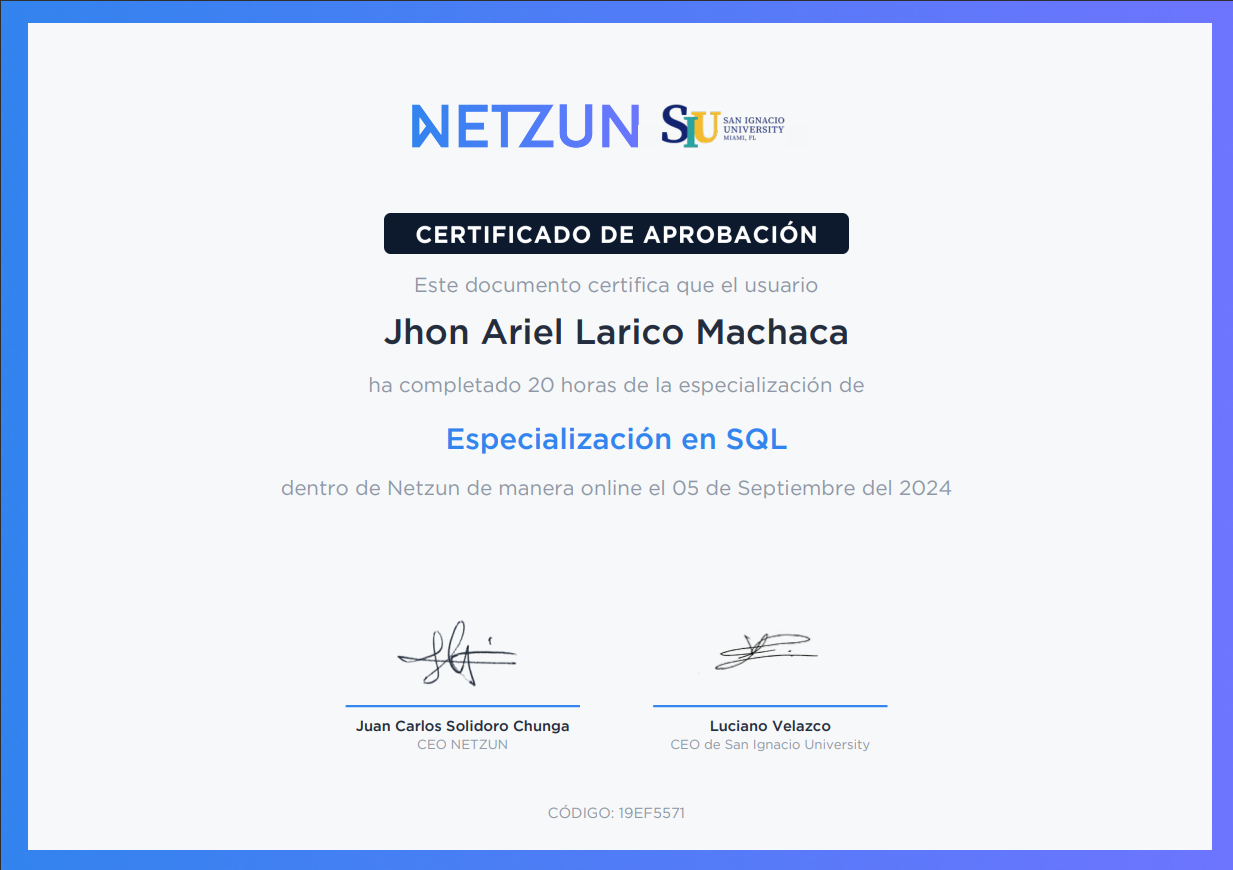 NETZUN
SIU
SAN IGNACIO
UNIVERSITY
MIAMI, FL
CERTIFICADO DE APROBACIÓN
Este documento certifica que el usuario
Jhon Ariel Larico Machaca
ha completado 20 horas de la especialización de
Especialización en SQL
dentro de Netzun de manera online el 05 de Septiembre del 2024
Juan Carlos Solidoro Chunga
CEO NETZUN
Luciano Velazco
CEO de San Ignacio University
CÓDIGO: 19EF5571